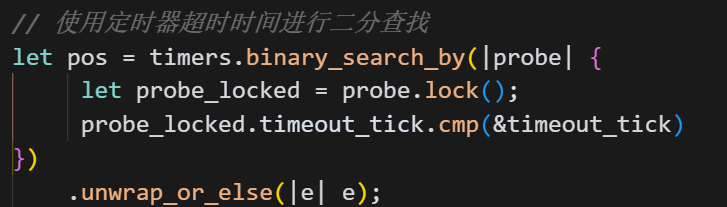 // 使用定时器超时时间进行二分查找
let pos = timers.binary_search_by(|probe| {
let probe_locked = probe.lock();
probe_locked.timeout_tick.cmp(&timeout_tick)
})
.unwrap_or_else(|e| e);